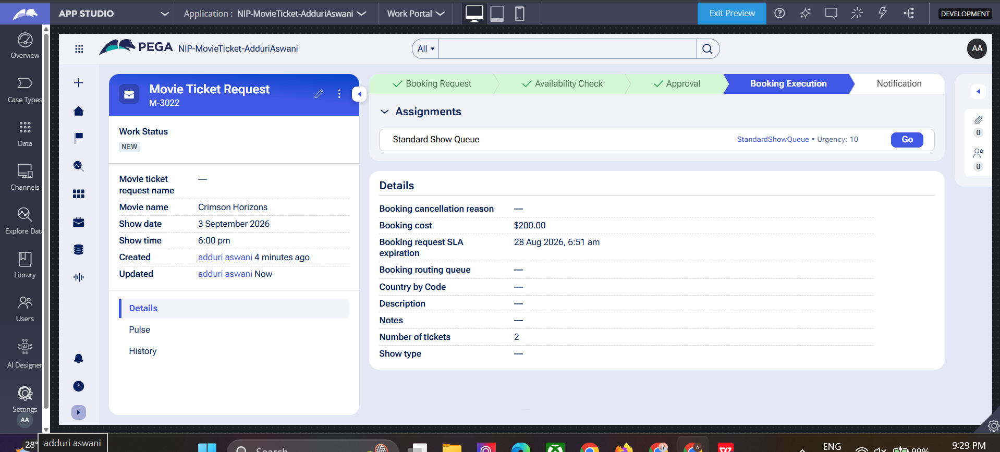 APP STUDIO
Application : NIP-MovieTicket-AdduriAswani
Work Portal
Exit Preview
DEVELOPMENT
Overview
Case Types
Data
Channels
Explore Data
Library
Users
AI Designer
Settings
AA
PEGA NIP-MovieTicket-AdduriAswani
All
AA
Movie Ticket Request
M-3022
Work Status
NEW
Movie ticket request name —
Movie name Crimson Horizons
Show date 3 September 2026
Show time 6:00 pm
Created adduri aswani 4 minutes ago
Updated adduri aswani Now
Details
Pulse
History
Booking Request
Availability Check
Approval
Booking Execution
Notification
Assignments
Standard Show Queue
StandardShowQueue • Urgency: 10
Go
0
0
Details
Booking cancellation reason —
Booking cost $200.00
Booking request SLA expiration 28 Aug 2026, 6:51 am
Booking routing queue —
Country by Code —
Description —
Notes —
Number of tickets 2
Show type —
28°
adduri aswani
Search
A
ENG
99%
9:29 PM